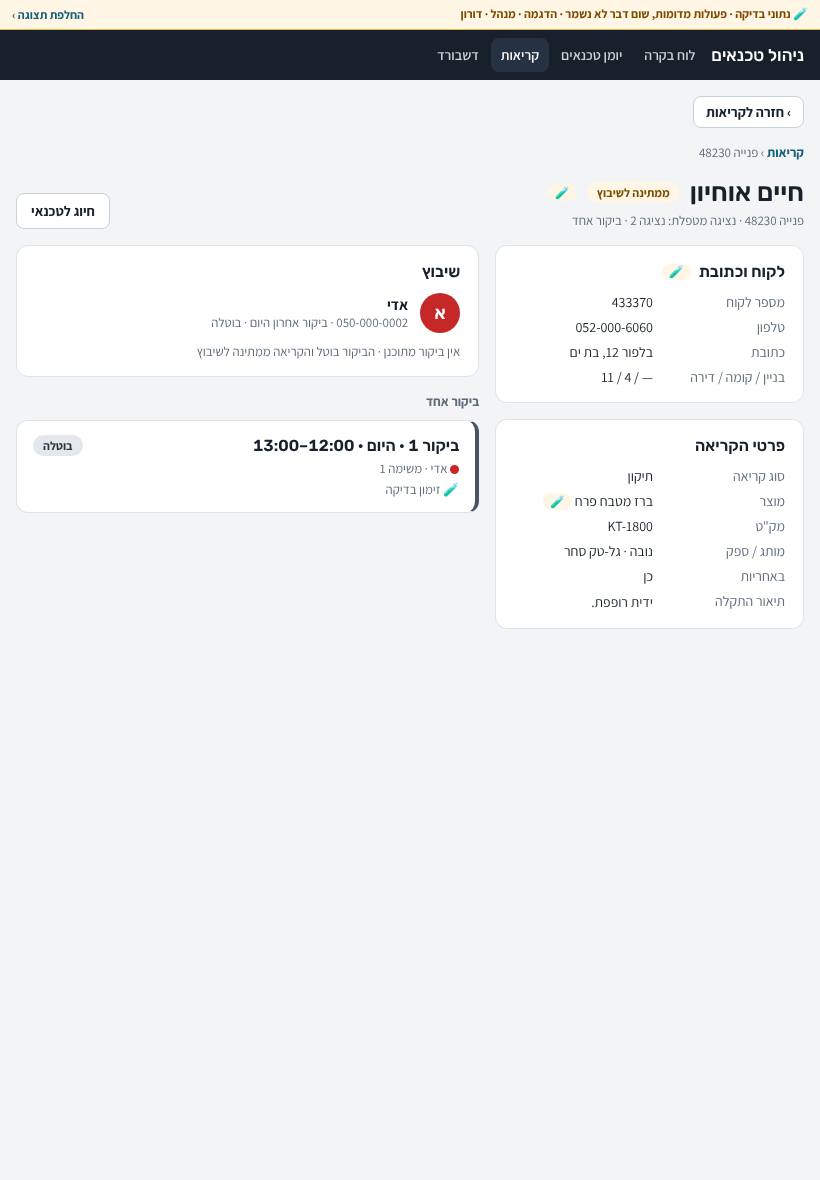 🧪 נתוני בדיקה · פעולות מדומות, שום דבר לא נשמר · הדגמה · מנהל · דורון
החלפת תצוגה ›
ניהול טכנאים
לוח בקרה
יומן טכנאים
קריאות
דשבורד
› חזרה לקריאות
קריאות › פנייה 48230
חיים אוחיון ממתינה לשיבוץ 🧪
פנייה 48230 · נציגה מטפלת: נציגה 2 · ביקור אחד
חיוג לטכנאי
לקוח וכתובת 🧪
מספר לקוח 433370
טלפון 052-000-6060
כתובת בלפור 12, בת ים
בניין / קומה / דירה — / 4 / 11
פרטי הקריאה
סוג קריאה תיקון
מוצר ברז מטבח פרח 🧪
מק"ט KT-1800
מותג / ספק נובה · גל-טק סחר
באחריות כן
תיאור התקלה ידית רופפת.
שיבוץ
א
אדי
050-000-0002 · ביקור אחרון היום · בוטלה
אין ביקור מתוכנן · הביקור בוטל והקריאה ממתינה לשיבוץ
ביקור אחד
ביקור 1 • היום • 12:00–13:00
בוטלה
אדי · משימה 1
🧪 זימון בדיקה